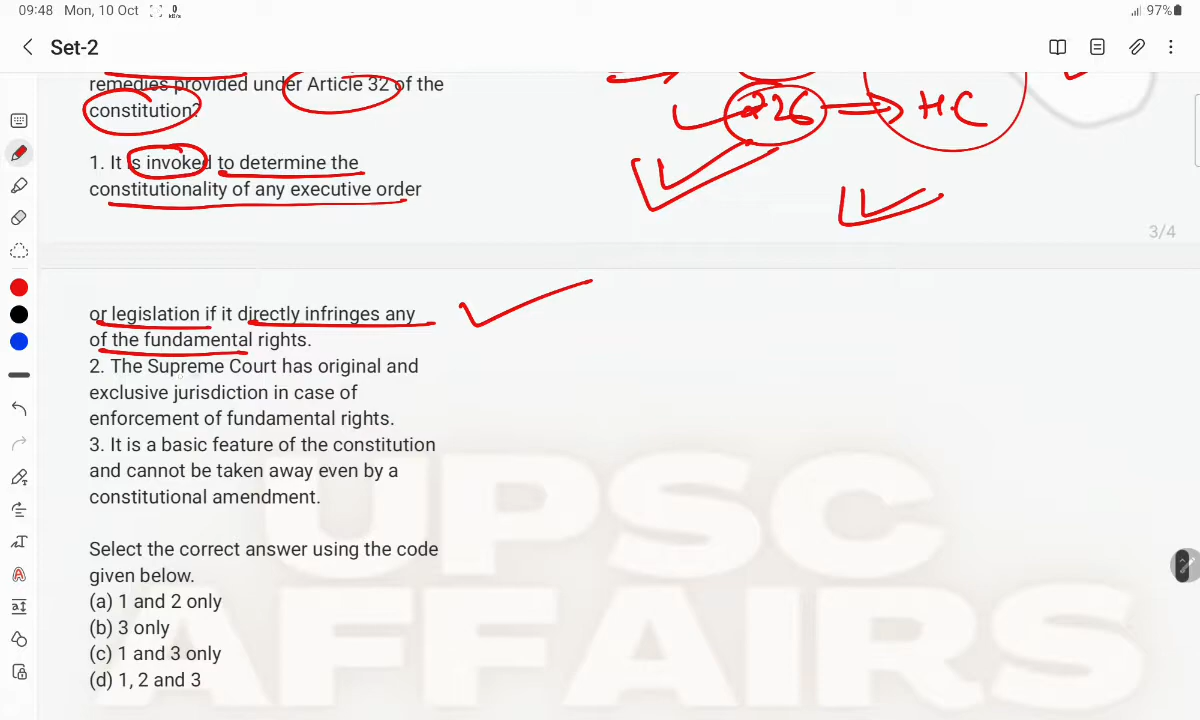 09:48 Mon, 10 Oct 0 kB/s 97%
Set-2
remedies provided under Article 32 of the
constitution?
226 HC
1. It is invoked to determine the
constitutionality of any executive order
3/4
or legislation if it directly infringes any
of the fundamental rights.
2. The Supreme Court has original and
exclusive jurisdiction in case of
enforcement of fundamental rights.
3. It is a basic feature of the constitution
and cannot be taken away even by a
constitutional amendment.
Select the correct answer using the code
given below.
(a) 1 and 2 only
(b) 3 only
(c) 1 and 3 only
(d) 1, 2 and 3
UPSC
AFFAIRS